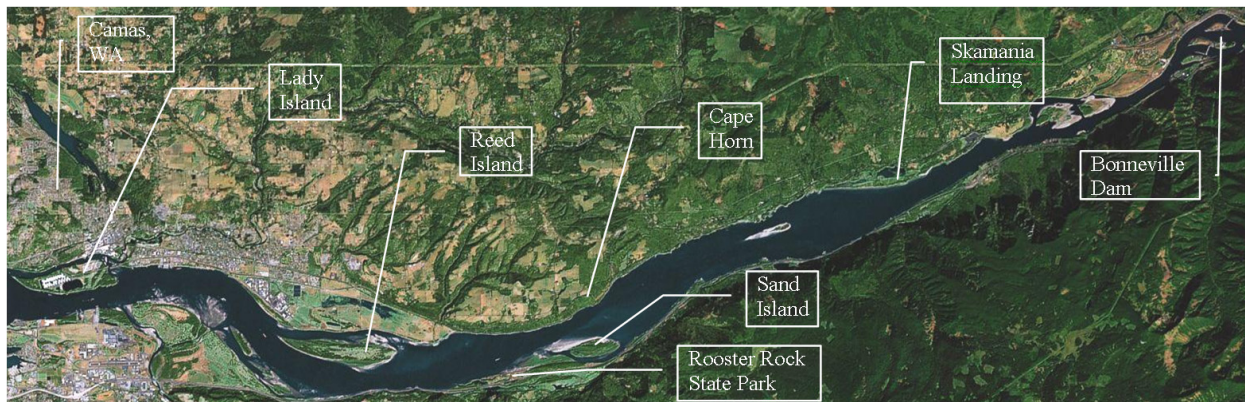 Camas,
WA
Lady
Island
Reed
Island
Cape
Horn
Skamania
Landing
Bonneville
Dam
Sand
Island
Rooster Rock
State Park